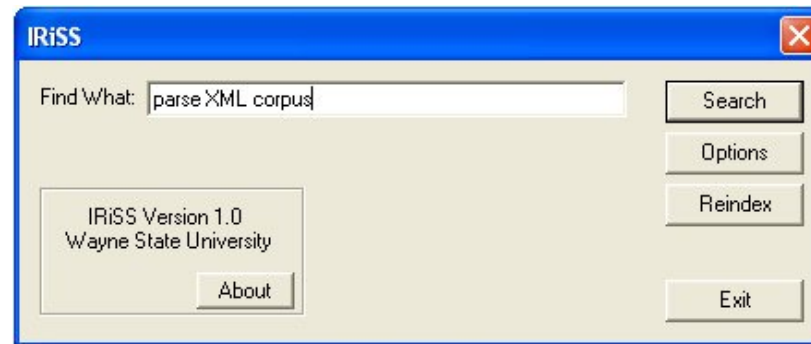 IRiSS
Find What: parse XML corpus
Search
Options
Reindex
IRiSS Version 1.0
Wayne State University
About
Exit